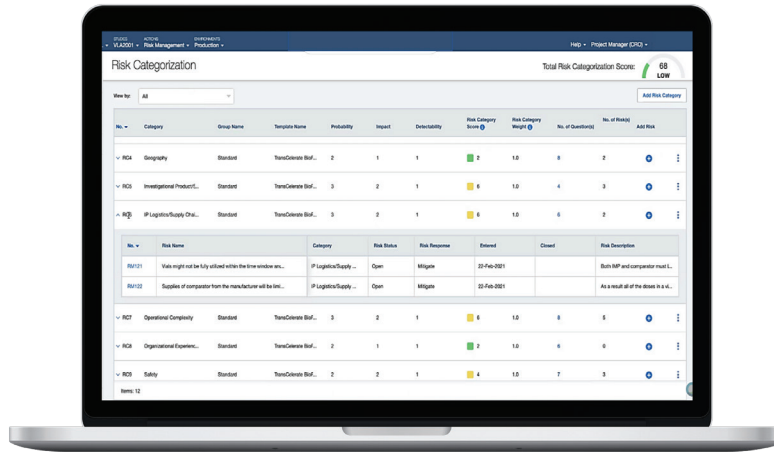 STUDIES ACTIONS ENVIRONMENTS
VLA2001 Risk Management Production Help Project Manager (CRO)
Risk Categorization Total Risk Categorization Score: 68
LOW
View by: All Add Risk Category
No. Category Group Name Template Name Probability Impact Detectability Risk Category Score Risk Category Weight No. of Question(s) No. of Risk(s) Add Risk
RC4 Geography Standard TransCelerate BioF... 2 1 1 2 1.0 8 2
RC5 Investigational Product/C... Standard TransCelerate BioF... 3 2 1 6 1.0 4 3
IP Logistics/Supply Chai... Standard TransCelerate BioF... 3 2 1 6 1.0 6 2
No. Risk Name Category Risk Status Risk Response Entered Closed Risk Description
RM121 Vials might not be fully utilized within the time window an... IP Logistics/Supply ... Open Mitigate 22-Feb-2021 Both IMP and comparator must t...
RM122 Supplies of comparator from the manufacturer will be limi... IP Logistics/Supply ... Open Mitigate 22-Feb-2021 As a result all of the doses in a vi...
RC7 Operational Complexity Standard TransCelerate BioF... 3 2 1 6 1.0 8 5
RC8 Organizational Experienc... Standard TransCelerate BioF... 2 1 1 2 1.0 6 0
RC9 Safety Standard TransCelerate BioF... 2 2 1 4 1.0 7 3
Items: 12